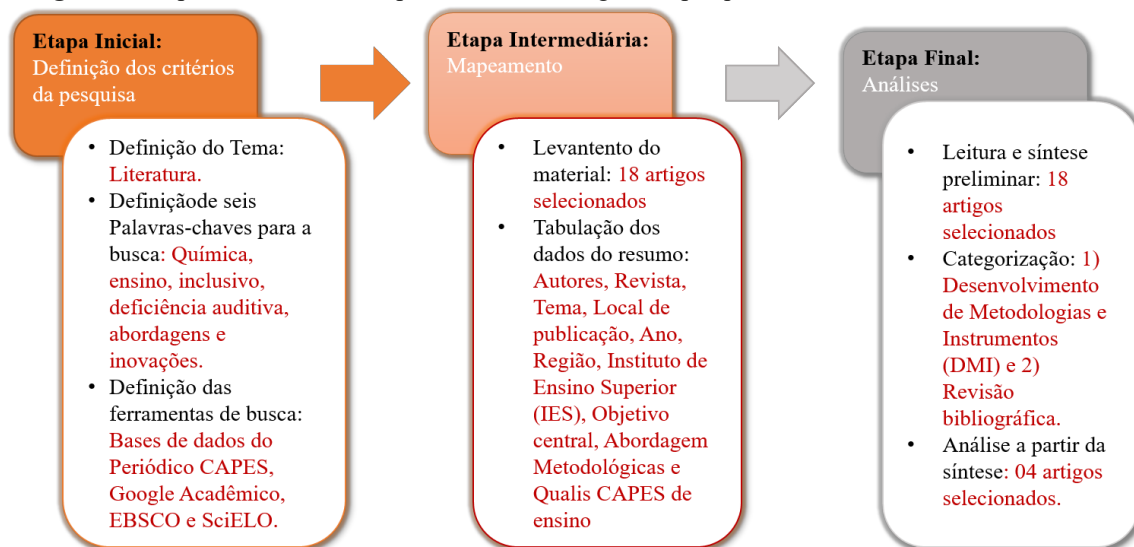 Etapa Inicial:
Definição dos critérios
da pesquisa
• Definição do Tema:
Literatura.
• Definiçãode seis
Palavras-chaves para a
busca: Química,
ensino, inclusivo,
deficiência auditiva,
abordagens e
inovações.
• Definição das
ferramentas de busca:
Bases de dados do
Periódico CAPES,
Google Acadêmico,
EBSCO e SciELO.
Etapa Intermediária:
Mapeamento
• Levantento do
material: 18 artigos
selecionados
• Tabulação dos
dados do resumo:
Autores, Revista,
Tema, Local de
publicação, Ano,
Região, Instituto de
Ensino Superior
(IES), Objetivo
central, Abordagem
Metodológicas e
Qualis CAPES de
ensino
Etapa Final:
Análises
• Leitura e síntese
preliminar: 18
artigos
selecionados
• Categorização: 1)
Desenvolvimento
de Metodologias e
Instrumentos
(DMI) e 2)
Revisão
bibliográfica.
• Análise a partir da
síntese: 04 artigos
selecionados.